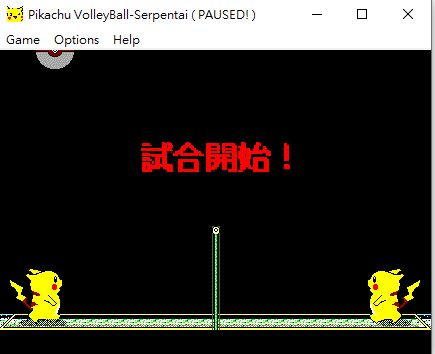 Pikachu VolleyBall-Serpentai ( PAUSED! )
Game Options Help
試合開始！